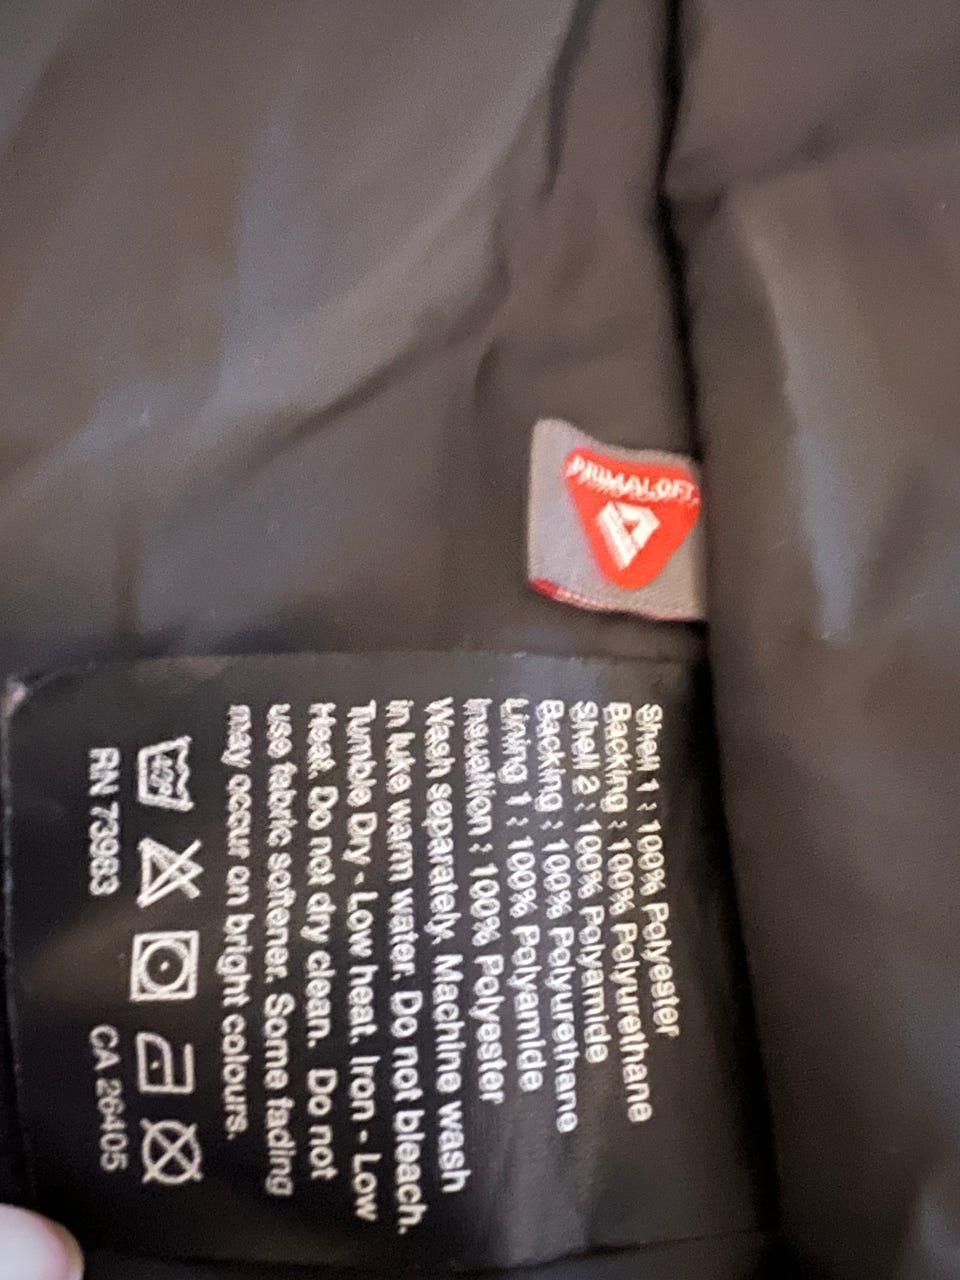 PRIMALOFT
Shell 1 : 100% Polyester
Backing : 100% Polyurethane
Shell 2 : 100% Polyamide
Backing : 100% Polyurethane
Lining 1 : 100% Polyamide
Insualtion : 100% Polyester
Wash separately. Machine wash
in luke warm water. Do not bleach.
Tumble Dry - Low heat. Iron - Low
Heat. Do not dry clean. Do not
use fabric softener. Some fading
may occur on bright colours.
40°
RN 73983 CA 26405